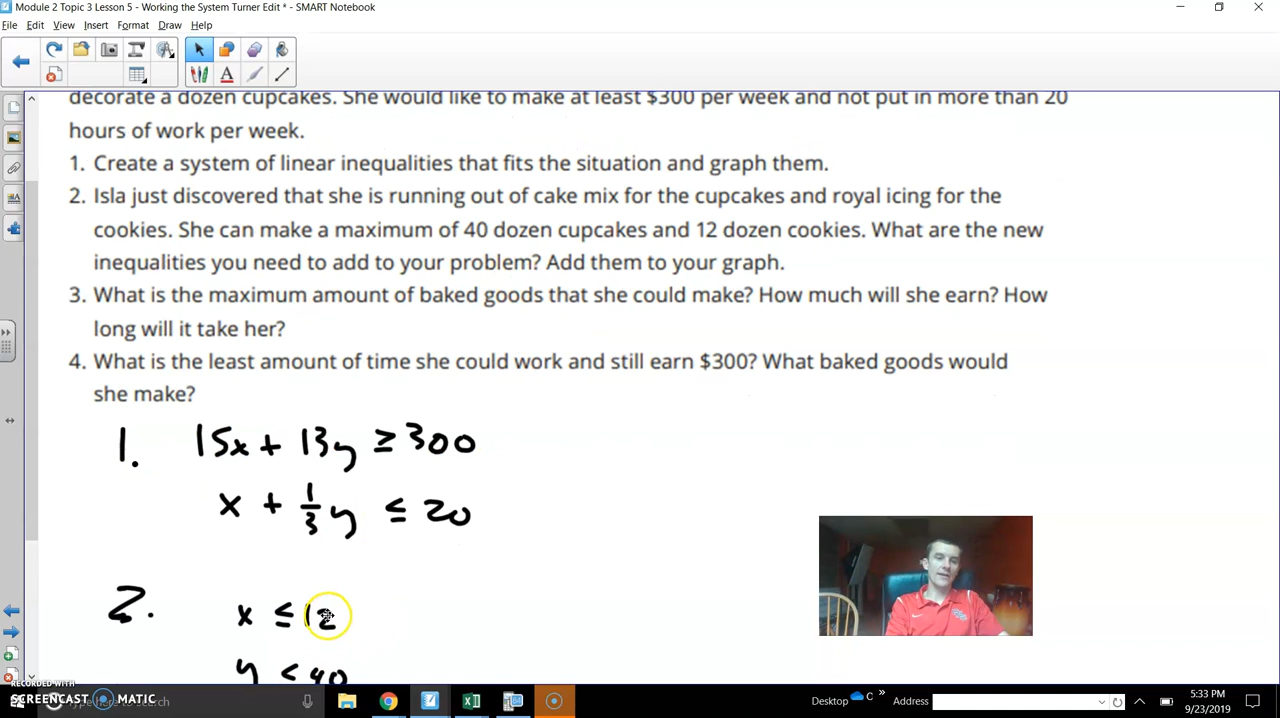 Module 2 Topic 3 Lesson 5 - Working the System Turner Edit * - SMART Notebook
File Edit View Insert Format Draw Help
decorate a dozen cupcakes. She would like to make at least $300 per week and not put in more than 20
hours of work per week.
1. Create a system of linear inequalities that fits the situation and graph them.
2. Isla just discovered that she is running out of cake mix for the cupcakes and royal icing for the
cookies. She can make a maximum of 40 dozen cupcakes and 12 dozen cookies. What are the new
inequalities you need to add to your problem? Add them to your graph.
3. What is the maximum amount of baked goods that she could make? How much will she earn? How
long will it take her?
4. What is the least amount of time she could work and still earn $300? What baked goods would
she make?
1. 15x + 13y ≥ 300
x + 1/3 y ≤ 20
2. x ≤ 12
y ≤ 40
RECORDED WITH
SCREENCAST MATIC
here to search
Desktop
Address
5:33 PM
9/23/2019